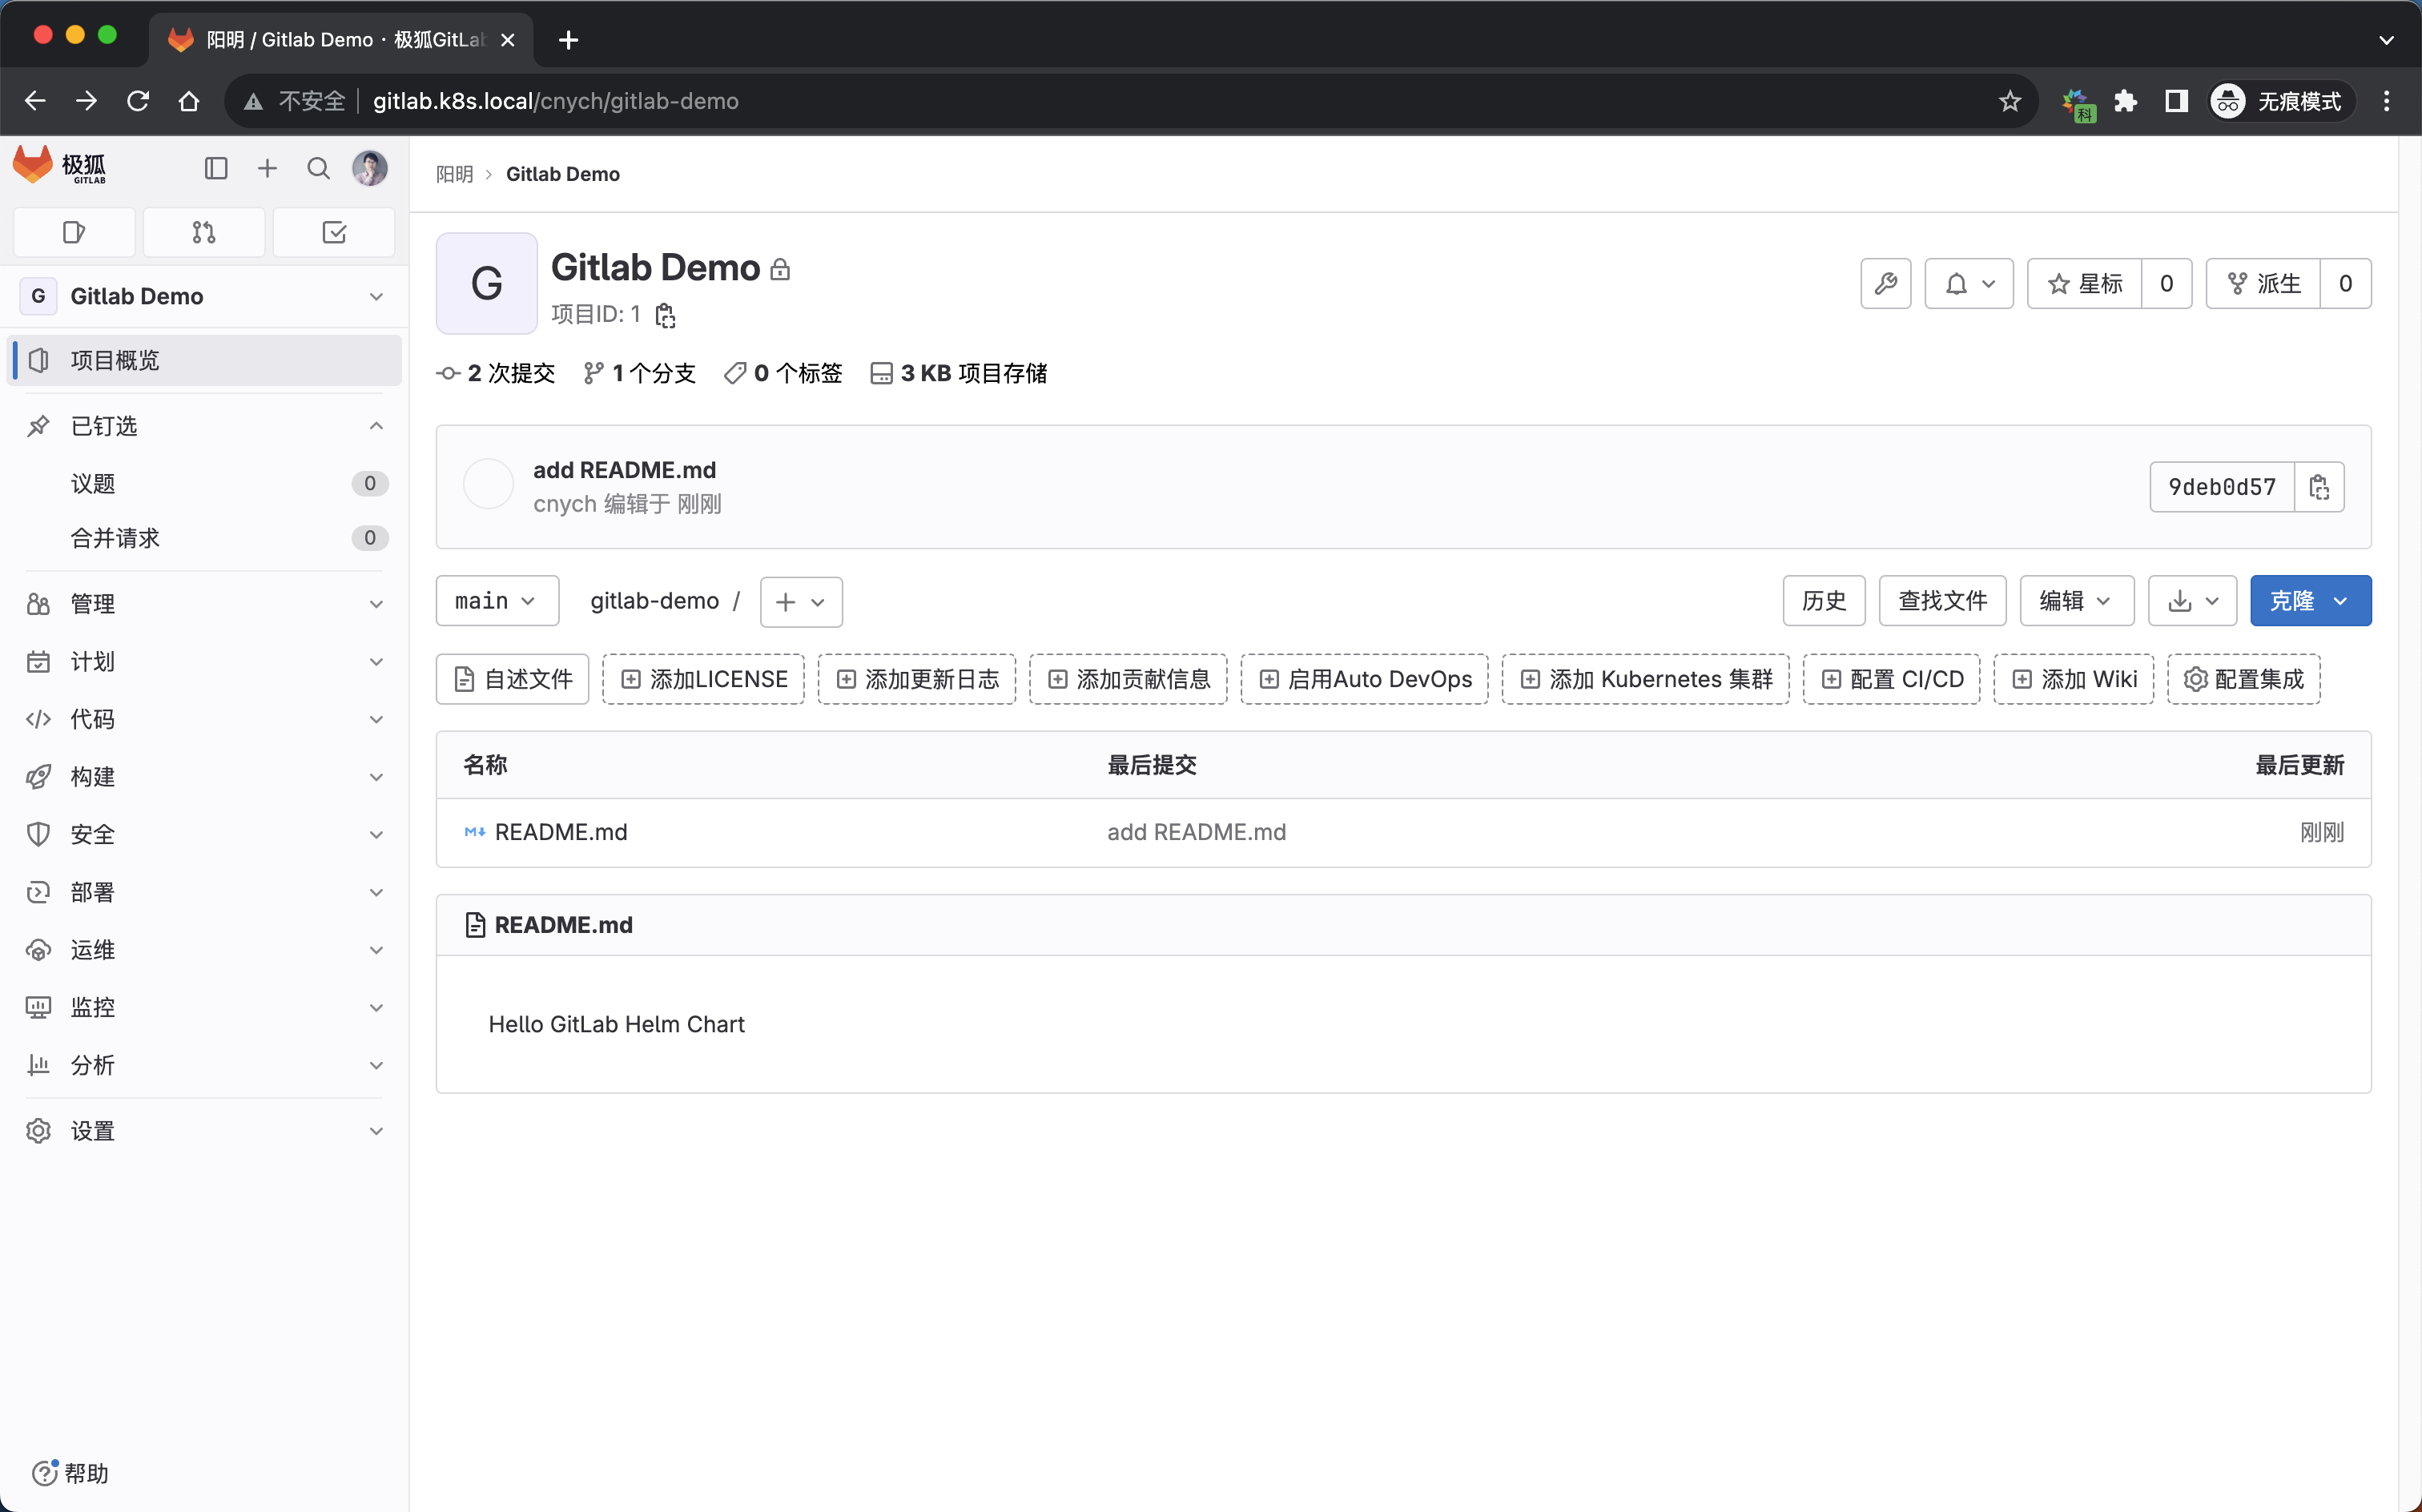 阳明 / Gitlab Demo · 极狐GitLab
不安全 gitlab.k8s.local/cnych/gitlab-demo
科
无痕模式
极狐
GITLAB
G Gitlab Demo
项目概览
已钉选
议题 0
合并请求 0
管理
计划
代码
构建
安全
部署
运维
监控
分析
设置
帮助
阳明 › Gitlab Demo
G
Gitlab Demo
项目ID: 1
星标 0
派生 0
2 次提交 1 个分支 0 个标签 3 KB 项目存储
add README.md
cnych 编辑于 刚刚
9deb0d57
main
gitlab-demo /
历史 查找文件 编辑 克隆
自述文件 添加LICENSE 添加更新日志 添加贡献信息 启用Auto DevOps 添加 Kubernetes 集群 配置 CI/CD 添加 Wiki 配置集成
名称 最后提交 最后更新
README.md add README.md 刚刚
README.md
Hello GitLab Helm Chart